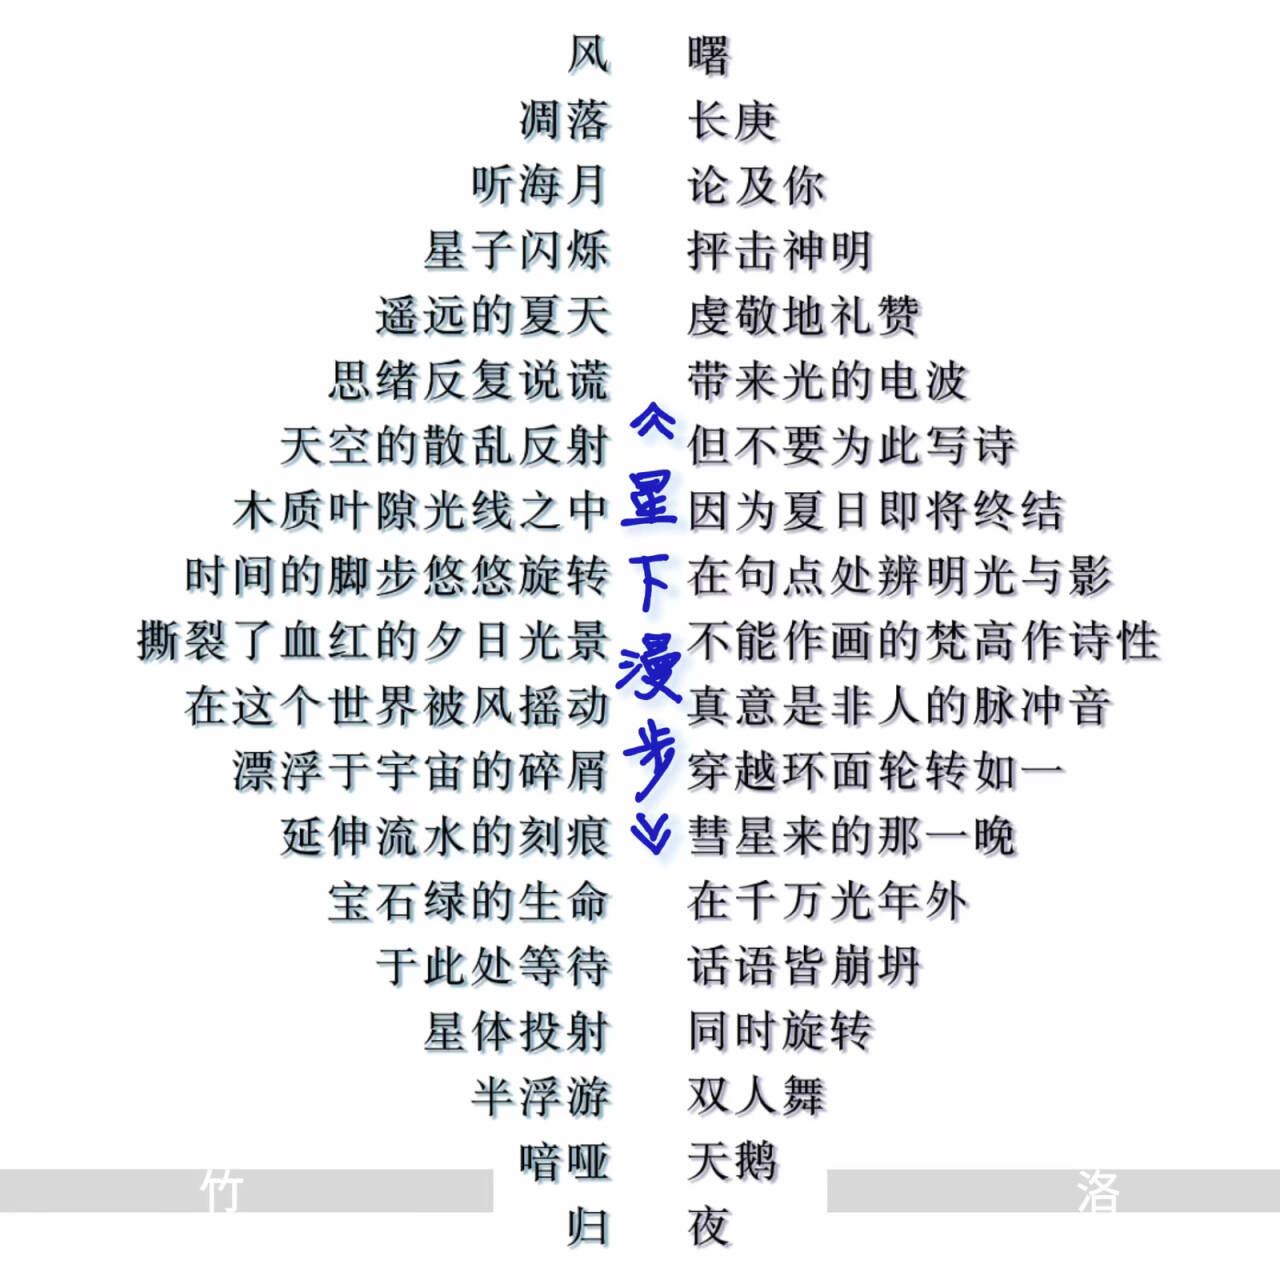 风
凋落
听海月
星子闪烁
遥远的夏天
思绪反复说谎
天空的散乱反射
木质叶隙光线之中
时间的脚步悠悠旋转
撕裂了血红的夕日光景
在这个世界被风摇动
漂浮于宇宙的碎屑
延伸流水的刻痕
宝石绿的生命
于此处等待
星体投射
半浮游
喑哑
归
《星下漫步》
曙
长庚
论及你
抨击神明
虔敬地礼赞
带来光的电波
但不要为此写诗
因为夏日即将终结
在句点处辨明光与影
不能作画的梵高作诗性
真意是非人的脉冲音
穿越环面轮转如一
彗星来的那一晚
在千万光年外
话语皆崩坍
同时旋转
双人舞
天鹅
夜
竹
洛